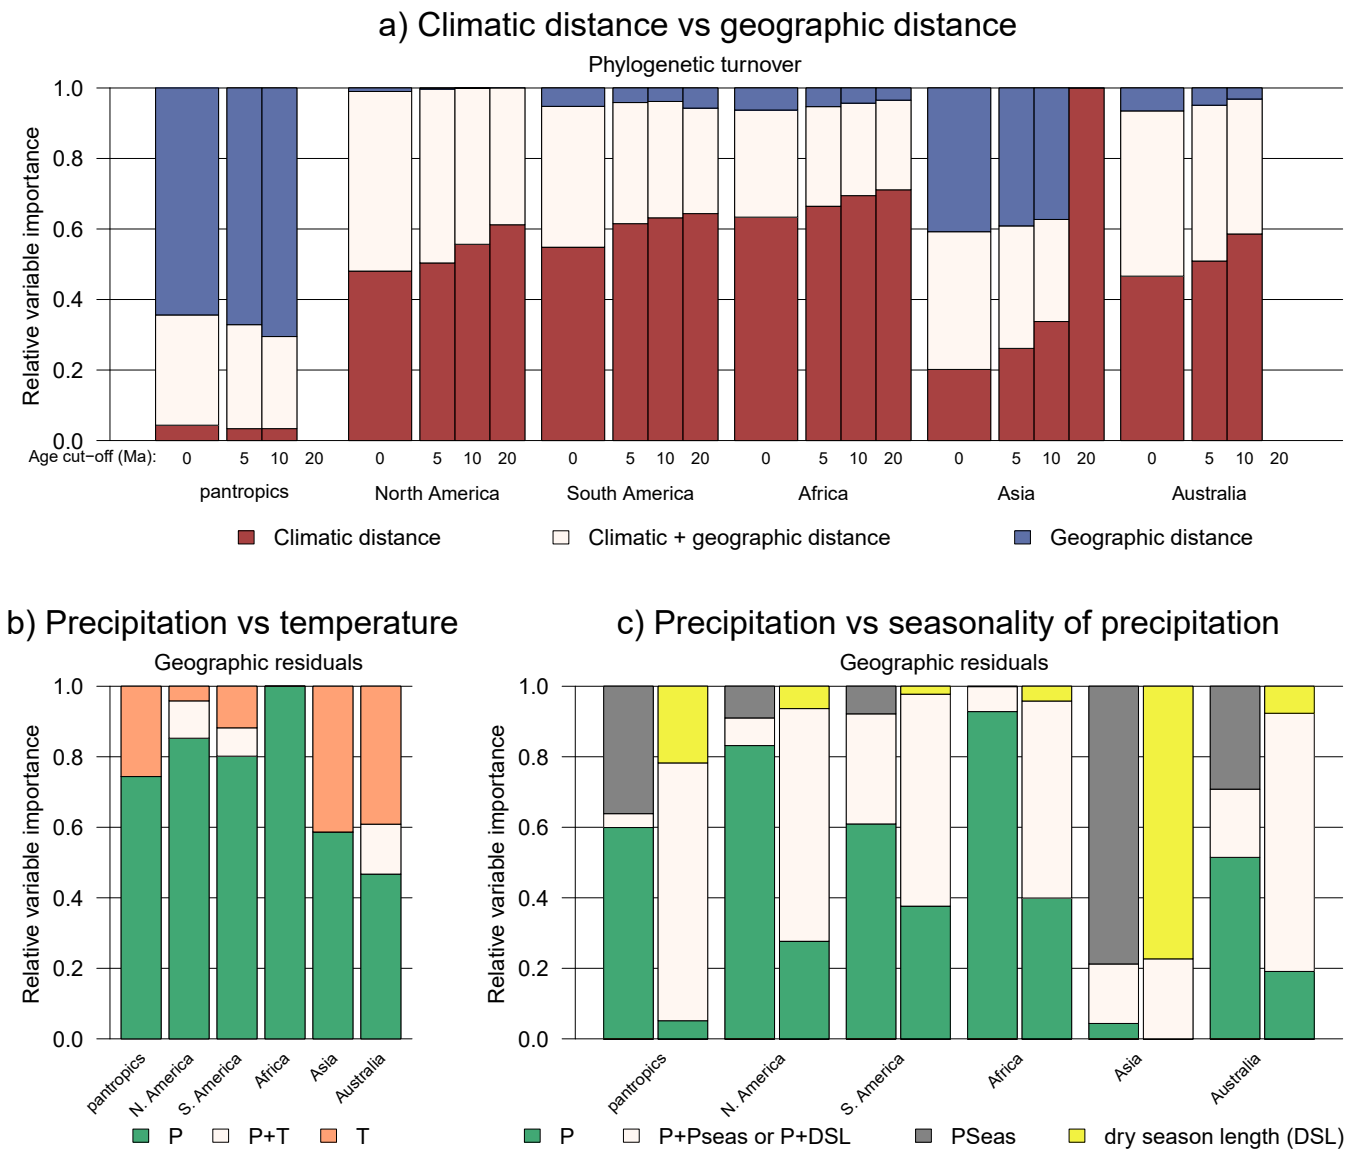 a) Climatic distance vs geographic distance
Phylogenetic turnover
Relative variable importance
1.0
0.8
0.6
0.4
0.2
0.0
Age cut−off (Ma): 0 5 10 20 0 5 10 20 0 5 10 20 0 5 10 20 0 5 10 20 0 5 10 20
pantropics North America South America Africa Asia Australia
Climatic distance Climatic + geographic distance Geographic distance
b) Precipitation vs temperature
Geographic residuals
Relative variable importance
1.0
0.8
0.6
0.4
0.2
0.0
pantropics N. America S. America Africa Asia Australia
P P+T T
c) Precipitation vs seasonality of precipitation
Geographic residuals
Relative variable importance
1.0
0.8
0.6
0.4
0.2
0.0
pantropics N. America S. America Africa Asia Australia
P P+Pseas or P+DSL PSeas dry season length (DSL)